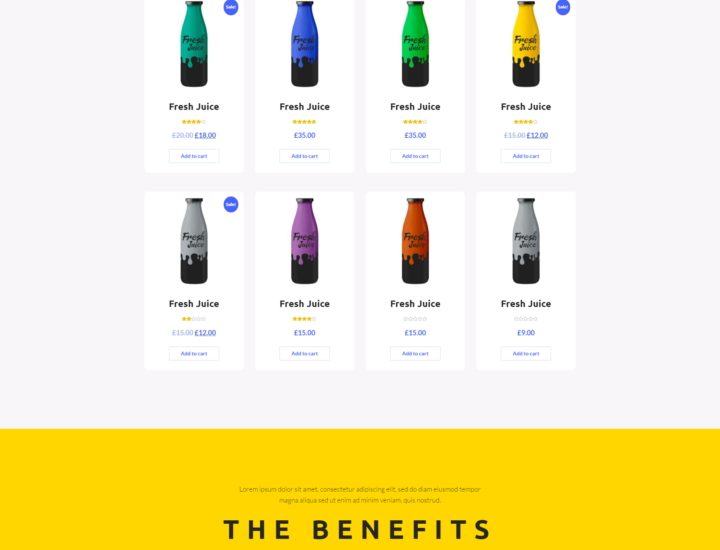 Sale!
Sale!
Fresh Juice
Fresh Juice
Fresh Juice
Fresh Juice
Fresh Juice Fresh Juice Fresh Juice Fresh Juice
£20.00 £18.00 £35.00 £35.00 £15.00 £12.00
Add to cart Add to cart Add to cart Add to cart
Sale!
Fresh Juice
Fresh Juice
Fresh Juice
Fresh Juice
Fresh Juice Fresh Juice Fresh Juice Fresh Juice
£15.00 £12.00 £15.00 £15.00 £9.00
Add to cart Add to cart Add to cart Add to cart
Lorem ipsum dolor sit amet, consectetur adipiscing elit, sed do diam eiusmod tempor
magna aliqua sed ut enim ad minim veniam, quis nostrud.
THE BENEFITS